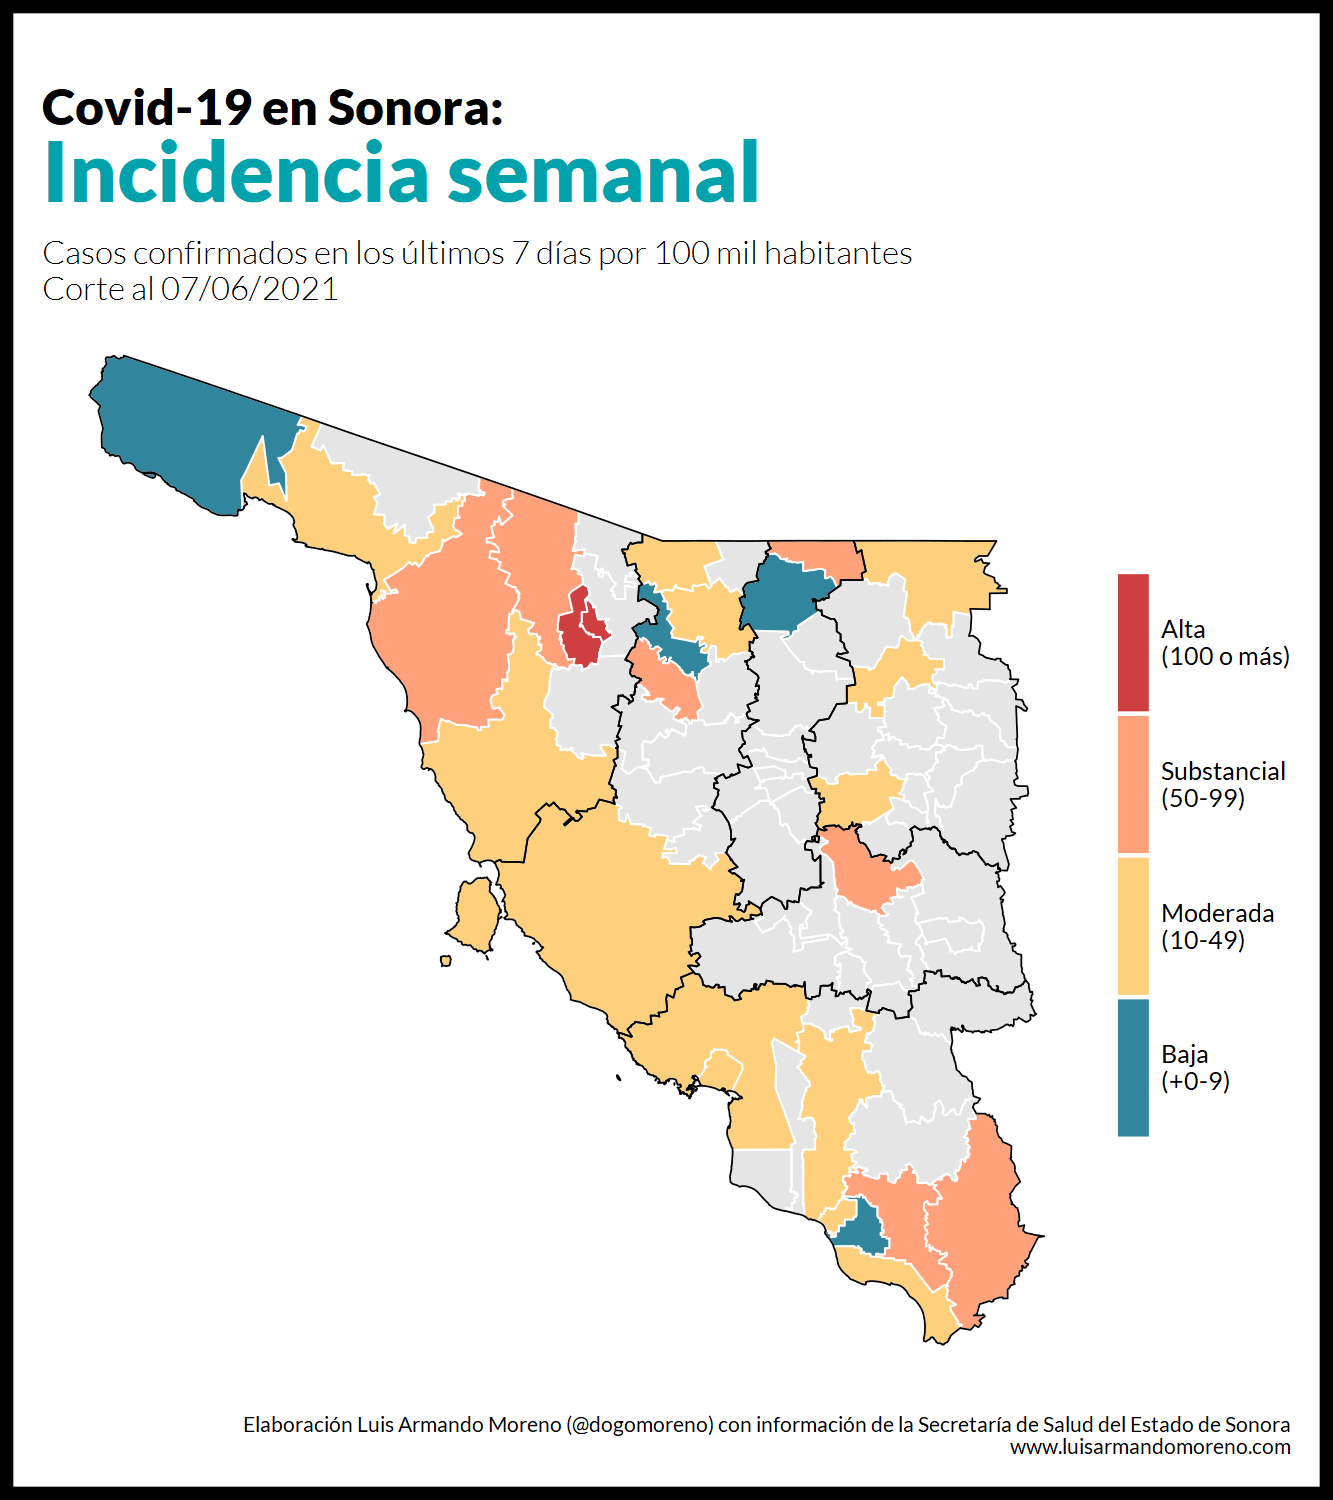 Covid-19 en Sonora:
Incidencia semanal
Casos confirmados en los últimos 7 días por 100 mil habitantes
Corte al 07/06/2021
Alta
(100 o más)
Substancial
(50-99)
Moderada
(10-49)
Baja
(+0-9)
Elaboración Luis Armando Moreno (@dogomoreno) con información de la Secretaría de Salud del Estado de Sonora
www.luisarmandomoreno.com